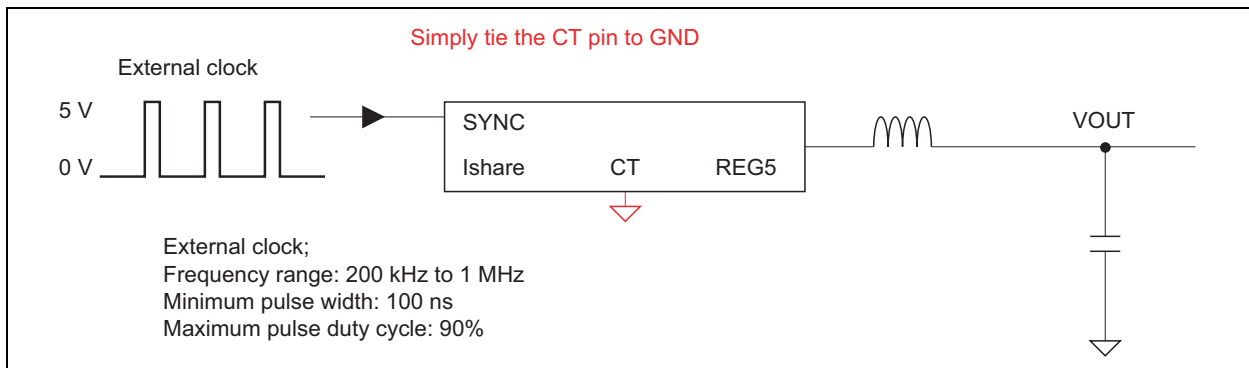 Simply tie the CT pin to GND
External clock
5 V
0 V
SYNC
Ishare CT REG5
VOUT
External clock;
Frequency range: 200 kHz to 1 MHz
Minimum pulse width: 100 ns
Maximum pulse duty cycle: 90%